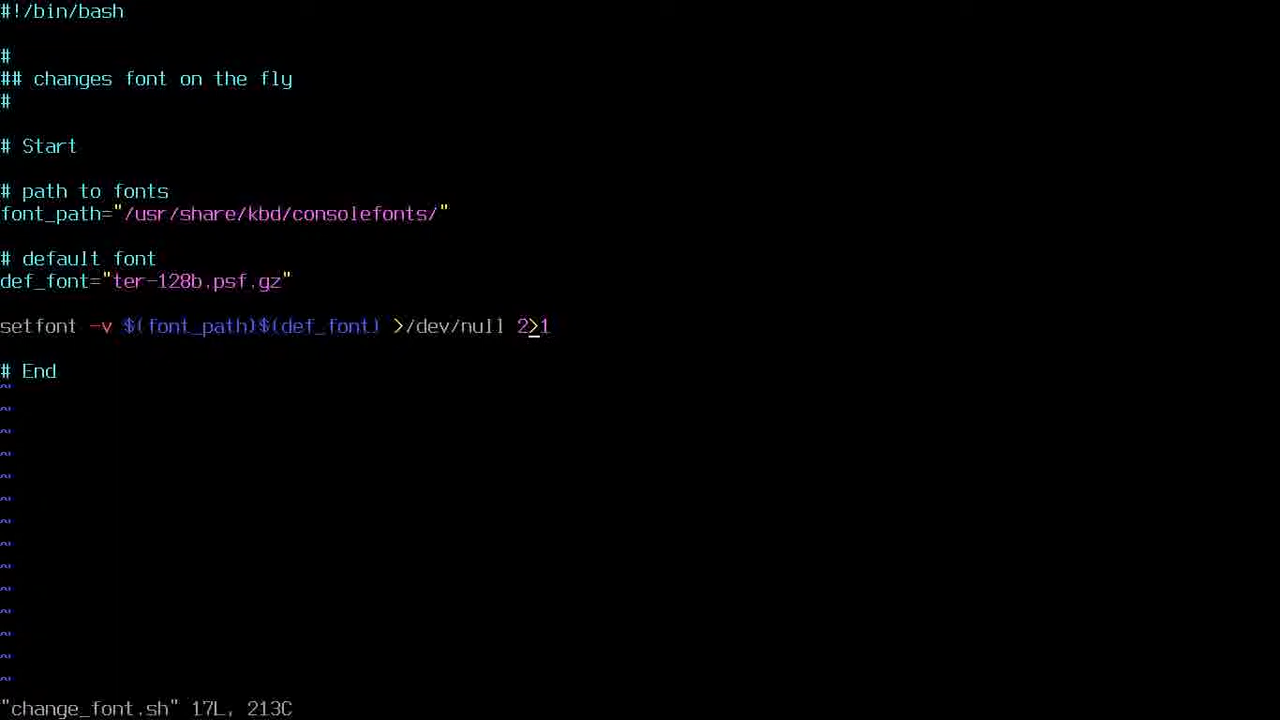 #!/bin/bash
#
## changes font on the fly
#
# Start
# path to fonts
font_path="/usr/share/kbd/consolefonts/"
# default font
def_font="ter-128b.psf.gz"
setfont -v $(font_path)$(def_font) >/dev/null 2>1
# End
~
~
~
~
~
~
~
~
~
~
~
~
~
~
"change_font.sh" 17L, 213C